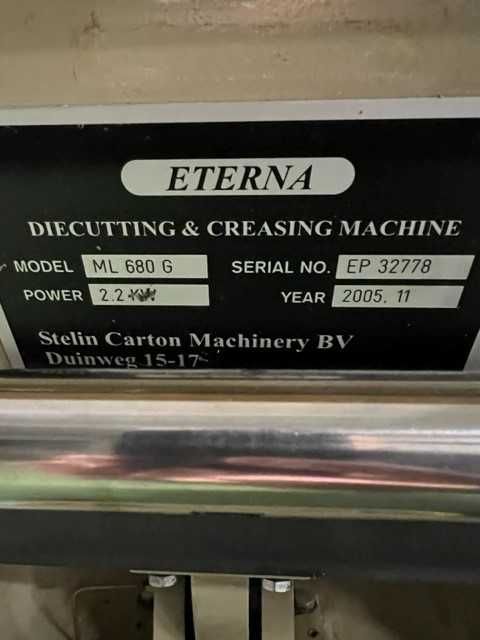 ETERNA
DIECUTTING & CREASING MACHINE
MODEL ML 680 G SERIAL NO. EP 32778
POWER 2.2 KW YEAR 2005. 11
Stelin Carton Machinery BV
Duinweg 15-17